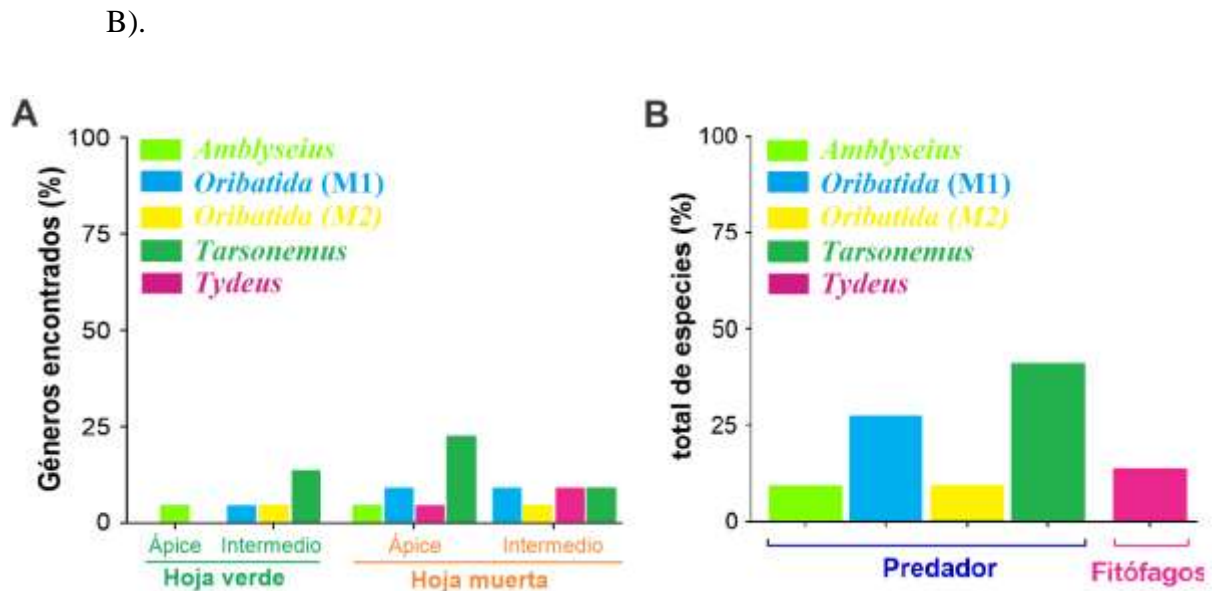 B).
A
Géneros encontrados (%)
100
75
50
25
0
Amblyseius
Oribatida (M1)
Oribatida (M2)
Tarsonemus
Tydeus
Ápice Intermedio
Hoja verde
Ápice Intermedio
Hoja muerta
B
total de especies (%)
100
75
50
25
0
Amblyseius
Oribatida (M1)
Oribatida (M2)
Tarsonemus
Tydeus
Predador
Fitófagos